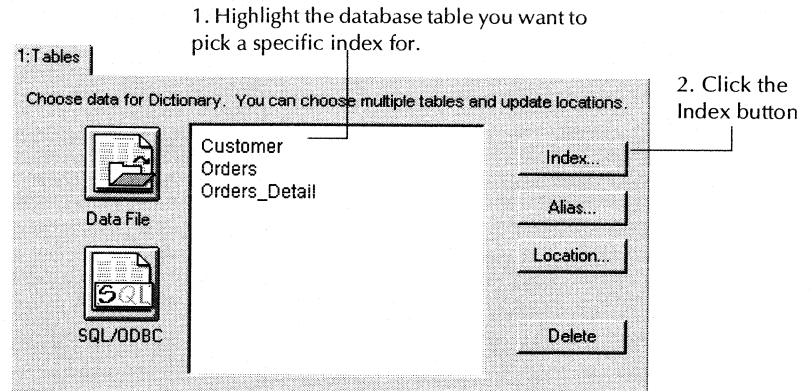 1. Highlight the database table you want to
pick a specific index for.
1:Tables
2. Click the
Index button
Choose data for Dictionary. You can choose multiple tables and update locations.
Data File
SQL
SQL/ODBC
Customer
Orders
Orders_Detail
Index...
Alias...
Location...
Delete